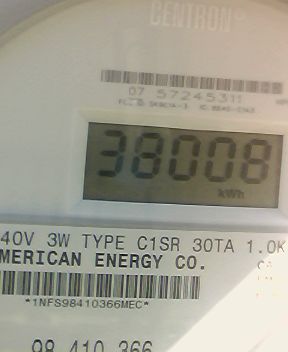 CENTRON
07 57245311
38008
kWh
40V 3W TYPE C1SR 30TA 1.0K
MERICAN ENERGY CO.
*1NFS98410366MEC*
98 410 366